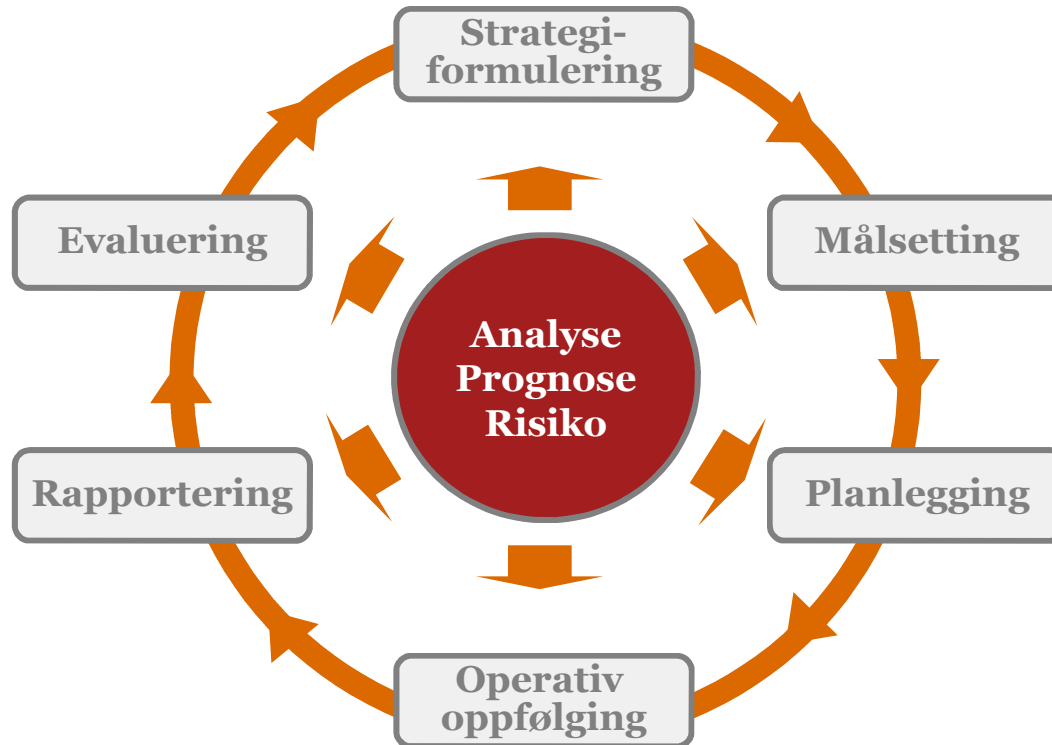 Strategi-
formulering
Evaluering
Målsetting
Analyse
Prognose
Risiko
Rapportering
Planlegging
Operativ
oppfølging